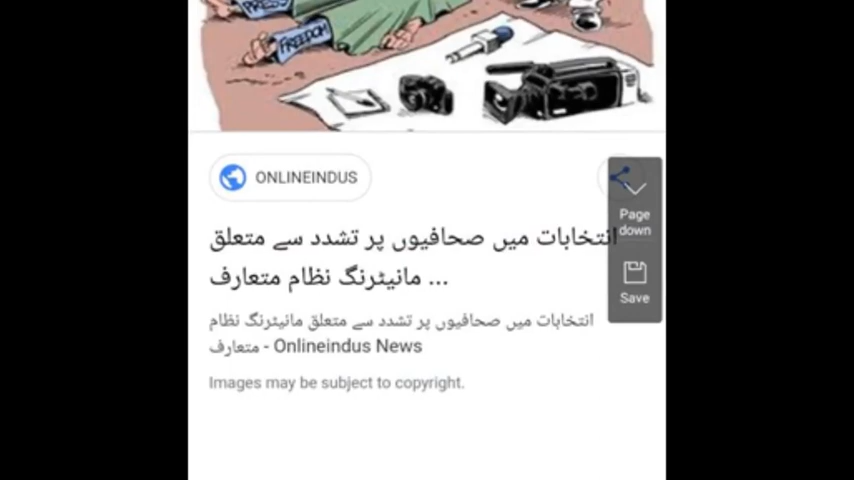 PRESS
FREEDOM
ONLINEINDUS
انتخابات میں صحافیوں پر تشدد سے متعلق
مانیٹرنگ نظام متعارف ...
Page
down
Save
انتخابات میں صحافیوں پر تشدد سے متعلق مانیٹرنگ نظام
متعارف - Onlineindus News
Images may be subject to copyright.